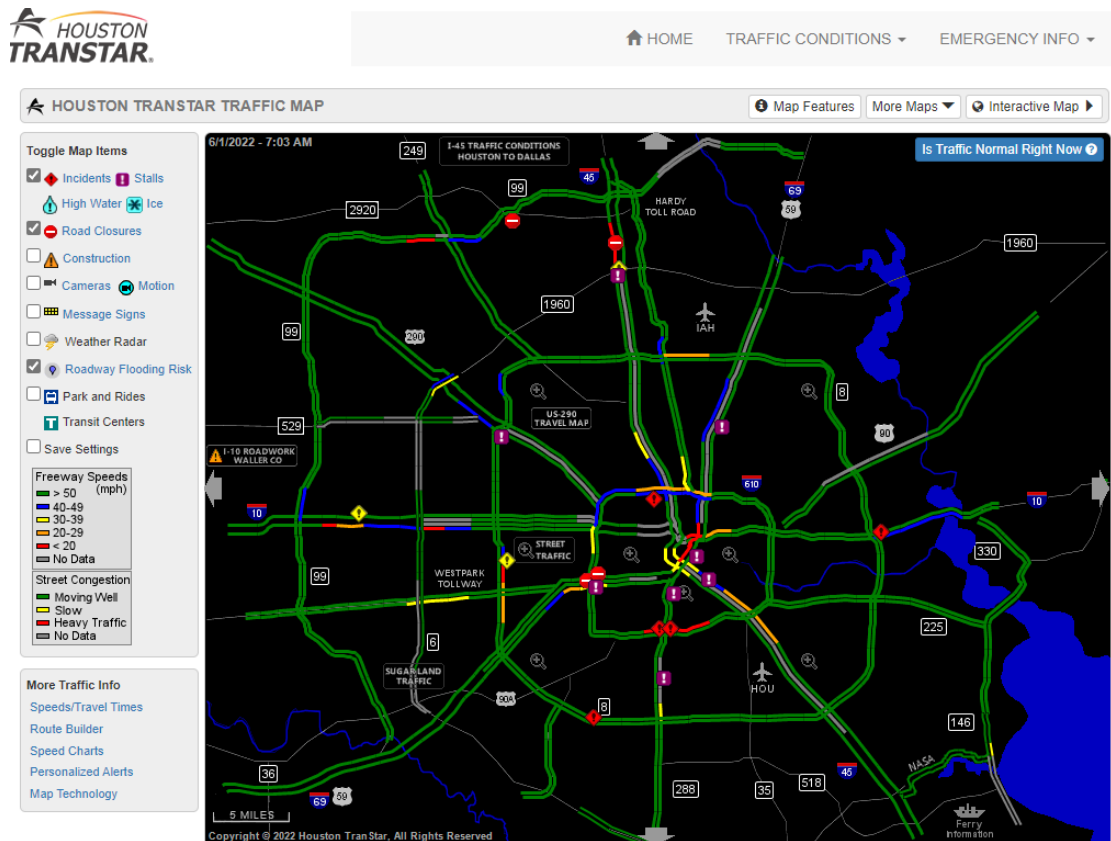 HOUSTON
TRANSTAR.
HOME
TRAFFIC CONDITIONS
EMERGENCY INFO
HOUSTON TRANSTAR TRAFFIC MAP
Map Features
More Maps
Interactive Map
Toggle Map Items
Incidents
Stalls
High Water
Ice
Road Closures
Construction
Cameras
Motion
Message Signs
Weather Radar
Roadway Flooding Risk
Park and Rides
Transit Centers
Save Settings
Freeway Speeds
(mph)
> 50
40-49
30-39
20-29
< 20
No Data
Street Congestion
Moving Well
Slow
Heavy Traffic
No Data
More Traffic Info
Speeds/Travel Times
Route Builder
Speed Charts
Personalized Alerts
Map Technology
6/1/2022 - 7:03 AM
I-45 TRAFFIC CONDITIONS
HOUSTON TO DALLAS
Is Traffic Normal Right Now
249
45
99
69
59
2920
HARDY
TOLL ROAD
1960
1960
IAH
99
290
8
US-290
TRAVEL MAP
529
90
I-10 ROADWORK
WALLER CO
610
10
10
STREET
TRAFFIC
330
WESTPARK
TOLLWAY
99
225
6
SUGAR LAND
TRAFFIC
HOU
90A
8
146
NASA
36
45
518
288
35
69
59
5 MILES
Ferry
Information
Copyright © 2022 Houston TranStar, All Rights Reserved